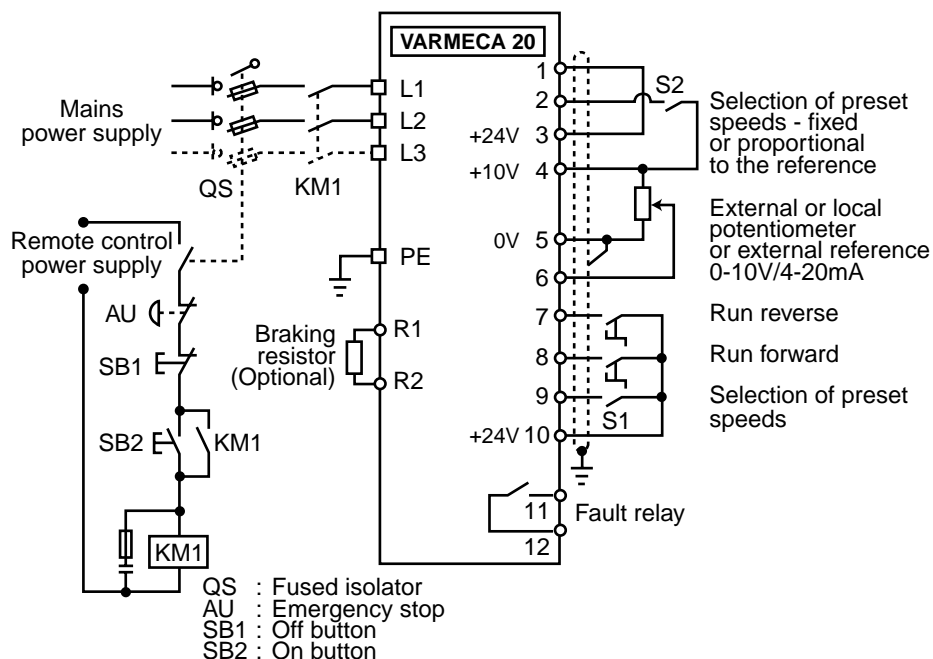 VARMECA 20
Mains
power supply
L1
L2
L3
QS
KM1
Remote control
power supply
PE
AU
SB1
SB2
KM1
KM1
R1
R2
Braking
resistor
(Optional)
1
2
+24V 3
+10V 4
0V 5
6
7
8
9
+24V 10
11
12
S2
S1
Selection of preset
speeds - fixed
or proportional
to the reference
External or local
potentiometer
or external reference
0-10V/4-20mA
Run reverse
Run forward
Selection of preset
speeds
Fault relay
QS : Fused isolator
AU : Emergency stop
SB1 : Off button
SB2 : On button